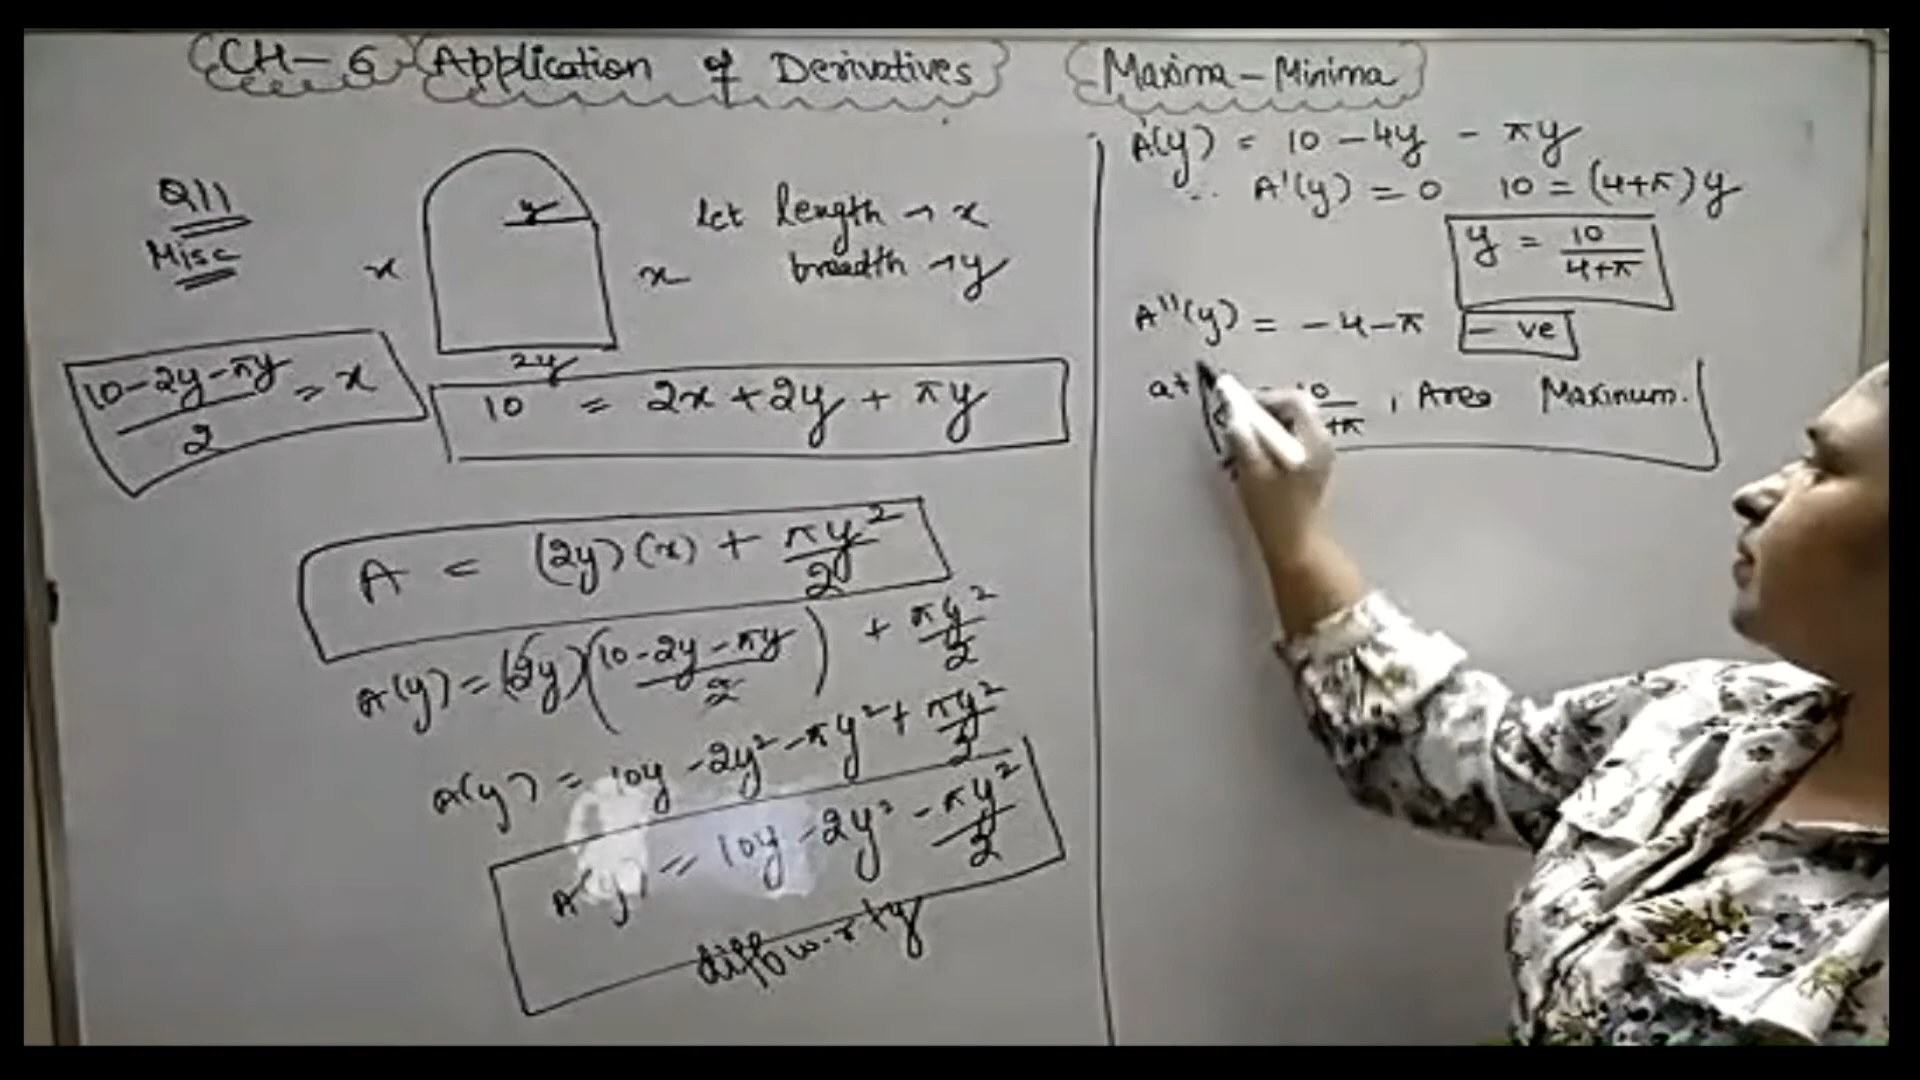 CH-6 Application of Derivatives
Maxima-Minima
Q11
Misc
y
x
x
2y
let length → x
breadth → y
(10-2y-πy)/2 = x
10 = 2x+2y+πy
A = (2y)(x) + πy²/2
A(y) = (2y)((10-2y-πy)/2) + πy²/2
A(y) = 10y - 2y² - πy² + πy²/2
A(y) = 10y - 2y² - πy²/2
diff w.r.t y
A'(y) = 10 - 4y - πy
A'(y) = 0 10 = (4+π)y
y = 10/(4+π)
A''(y) = -4-π - ve
at = 10/+π , Area Maximum.